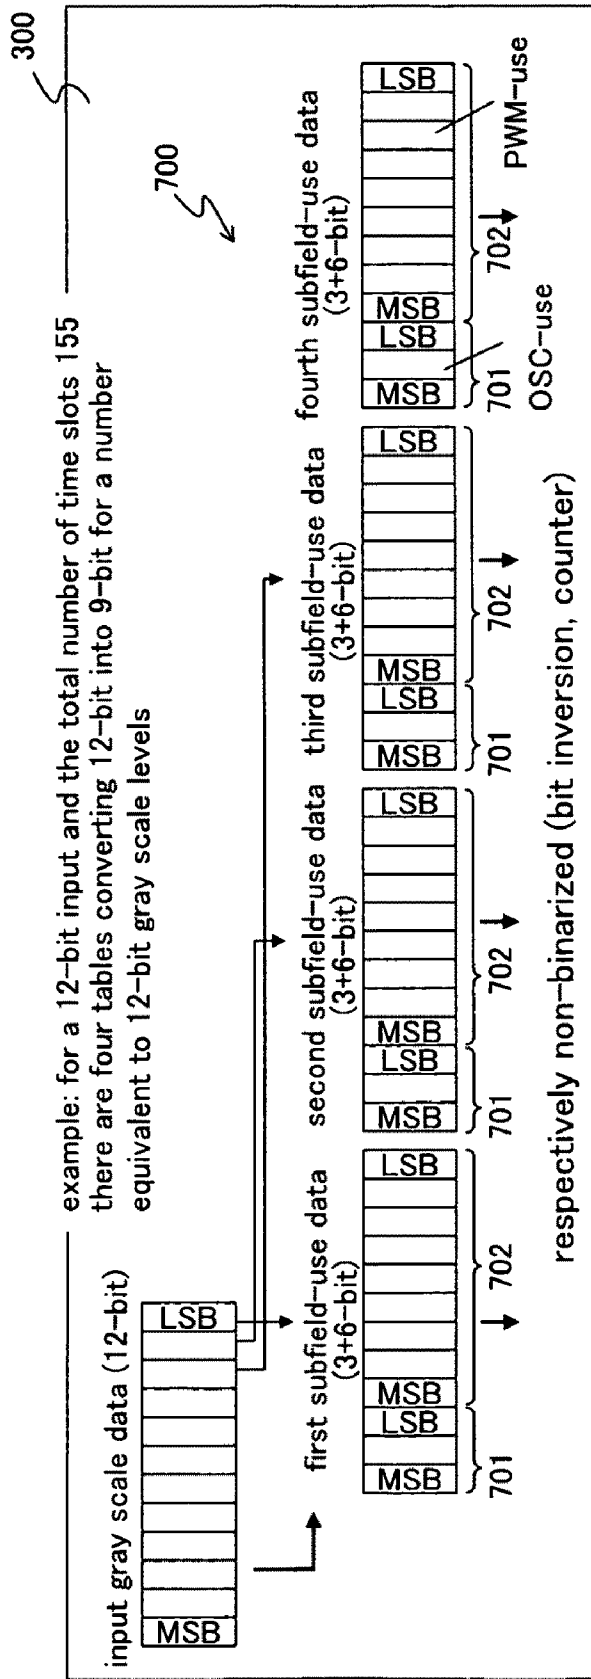 300
example: for a 12-bit input and the total number of time slots 155
there are four tables converting 12-bit into 9-bit for a number
equivalent to 12-bit gray scale levels
700
input gray scale data (12-bit)
MSB LSB
first subfield-use data
(3+6-bit)
MSB LSB MSB LSB
701 702
second subfield-use data
(3+6-bit)
MSB LSB MSB LSB
701 702
third subfield-use data
(3+6-bit)
MSB LSB MSB LSB
701 702
fourth subfield-use data
(3+6-bit)
MSB LSB MSB LSB
701 702
OSC-use
PWM-use
respectively non-binarized (bit inversion, counter)